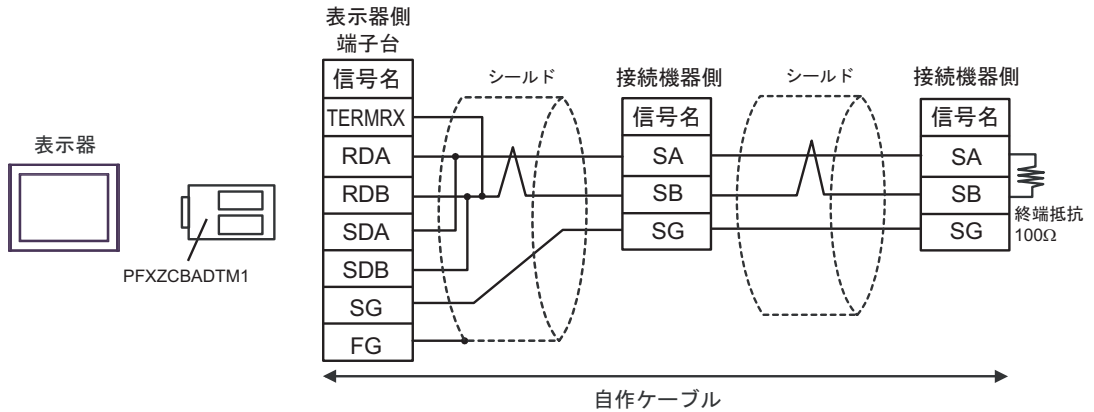 表示器
PFXZCBADTM1
表示器側
端子台
信号名
TERMRX
RDA
RDB
SDA
SDB
SG
FG
シールド
接続機器側
信号名
SA
SB
SG
シールド
接続機器側
信号名
SA
SB
SG
終端抵抗
100Ω
自作ケーブル